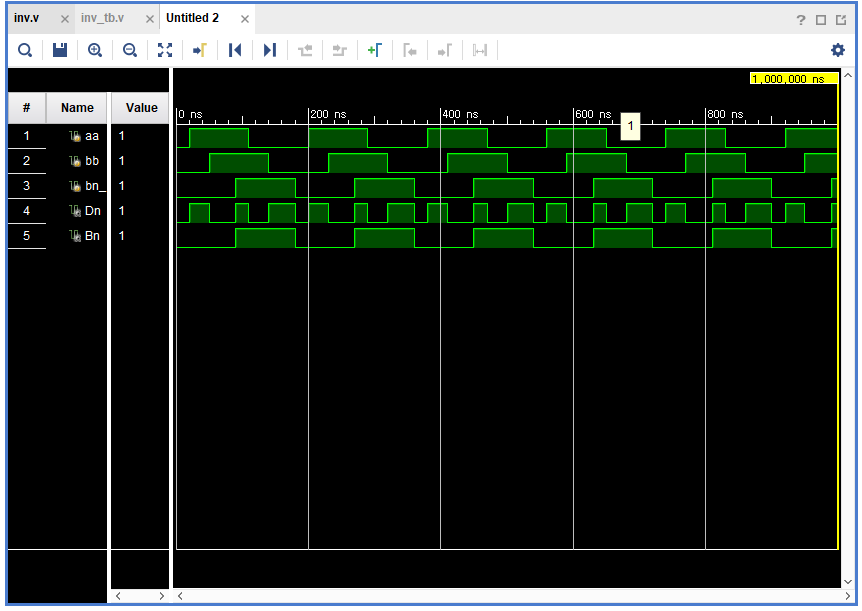 inv.v × inv_tb.v × Untitled 2 ×
?
1,000,000 ns
# Name Value
0 ns 200 ns 400 ns 600 ns 800 ns
1
1 aa 1
2 bb 1
3 bn_ 1
4 Dn 1
5 Bn 1